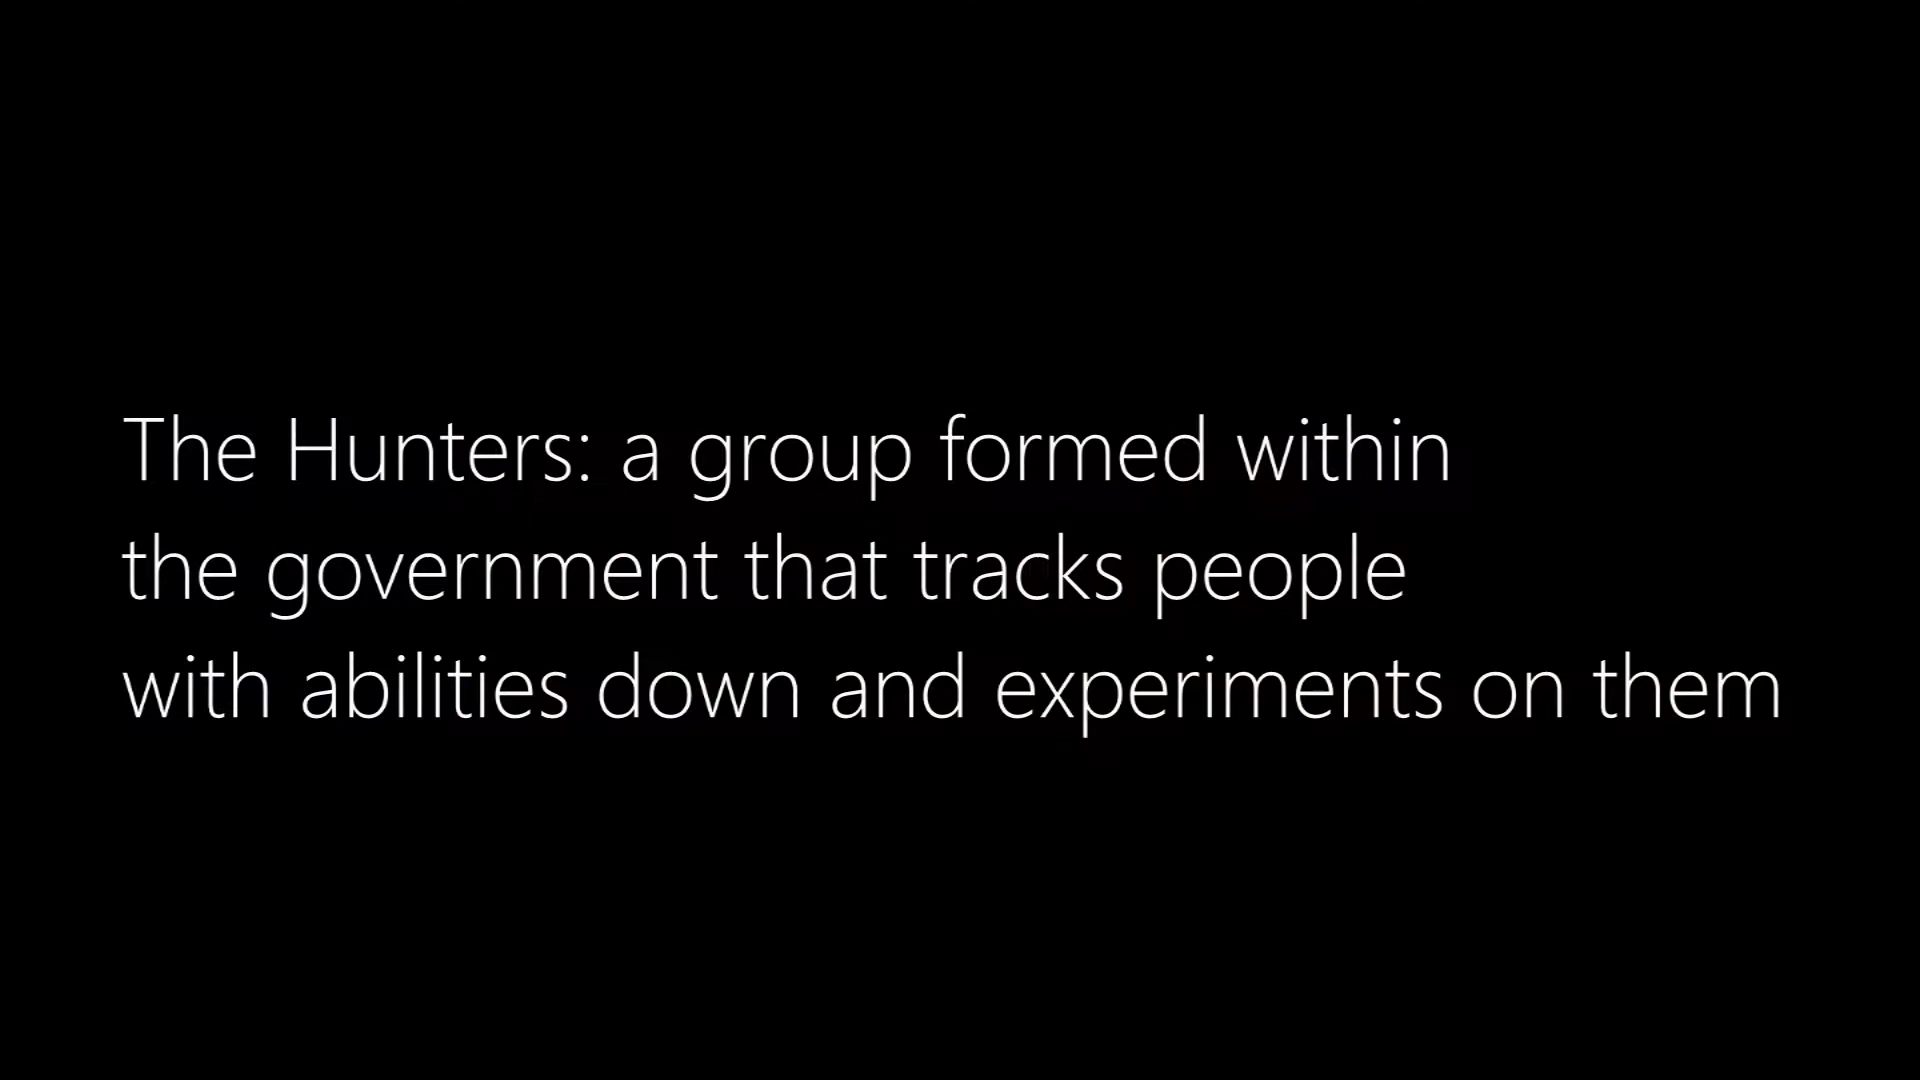 The Hunters: a group formed within
the government that tracks people
with abilities down and experiments on them